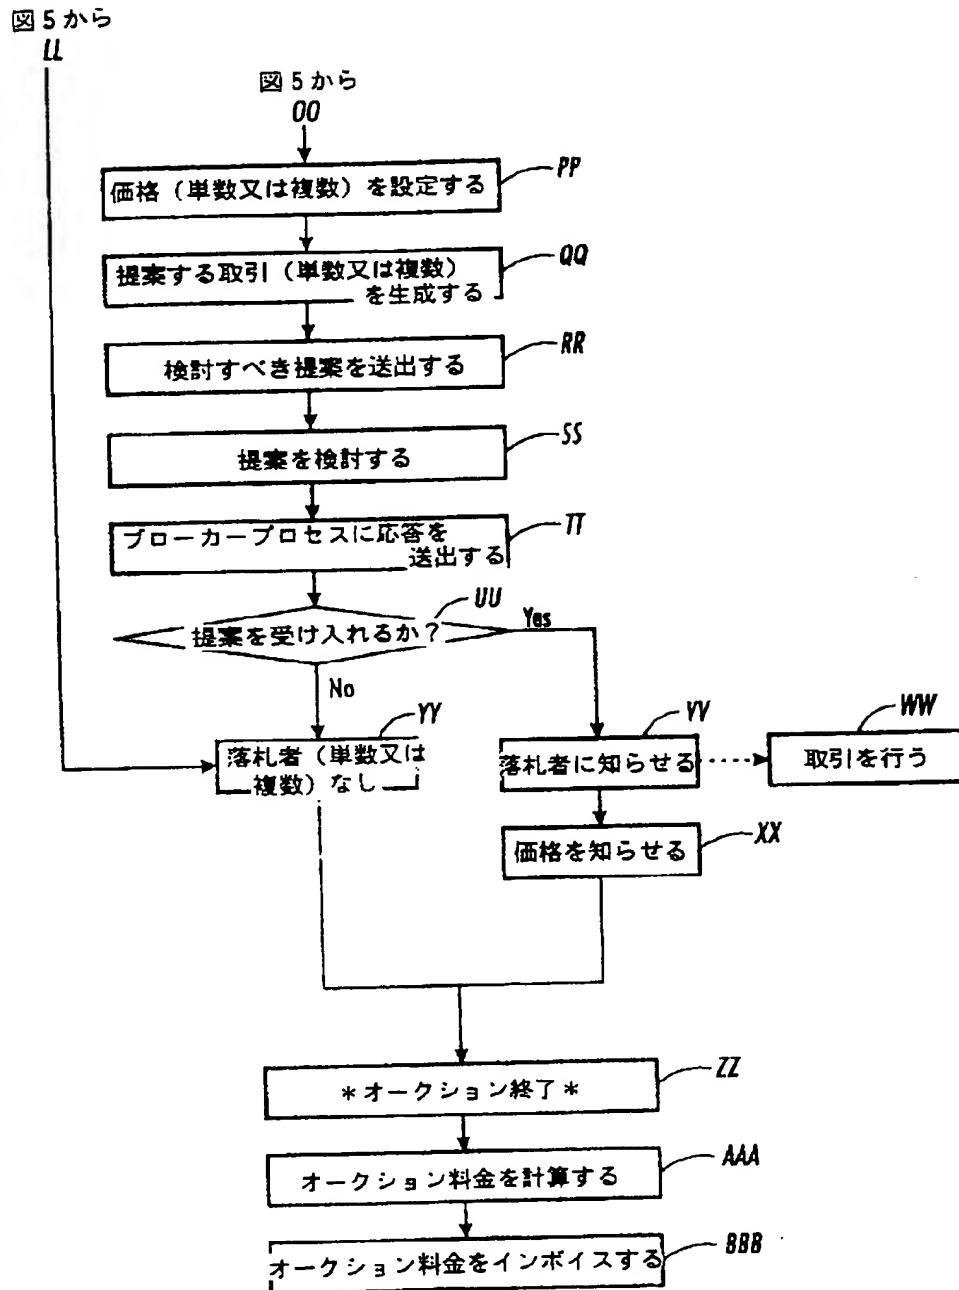 図5から
LL
図5から
OO
価格(単数又は複数)を設定する
PP
提案する取引(単数又は複数)
を生成する
QQ
検討すべき提案を送出する
RR
提案を検討する
SS
ブローカープロセスに応答を
送出する
TT
提案を受け入れるか?
UU
Yes
No
落札者(単数又は
複数)なし
YY
落札者に知らせる
VV
取引を行う
WW
価格を知らせる
XX
*オークション終了*
ZZ
オークション料金を計算する
AAA
オークション料金をインボイスする
BBB